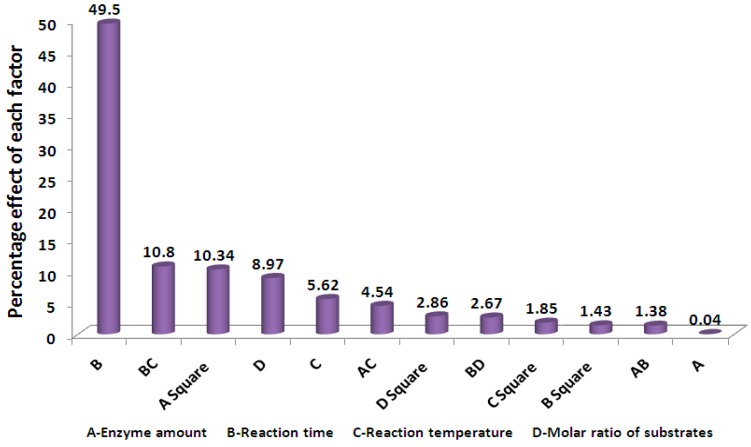 Percentage effect of each factor
50
45
40
35
30
25
20
15
10
5
0
49.5
10.8
10.34
8.97
5.62
4.54
2.86
2.67
1.85
1.43
1.38
0.04
B
BC
A Square
D
C
AC
D Square
BD
C Square
B Square
AB
A
A-Enzyme amount B-Reaction time C-Reaction temperature D-Molar ratio of substrates